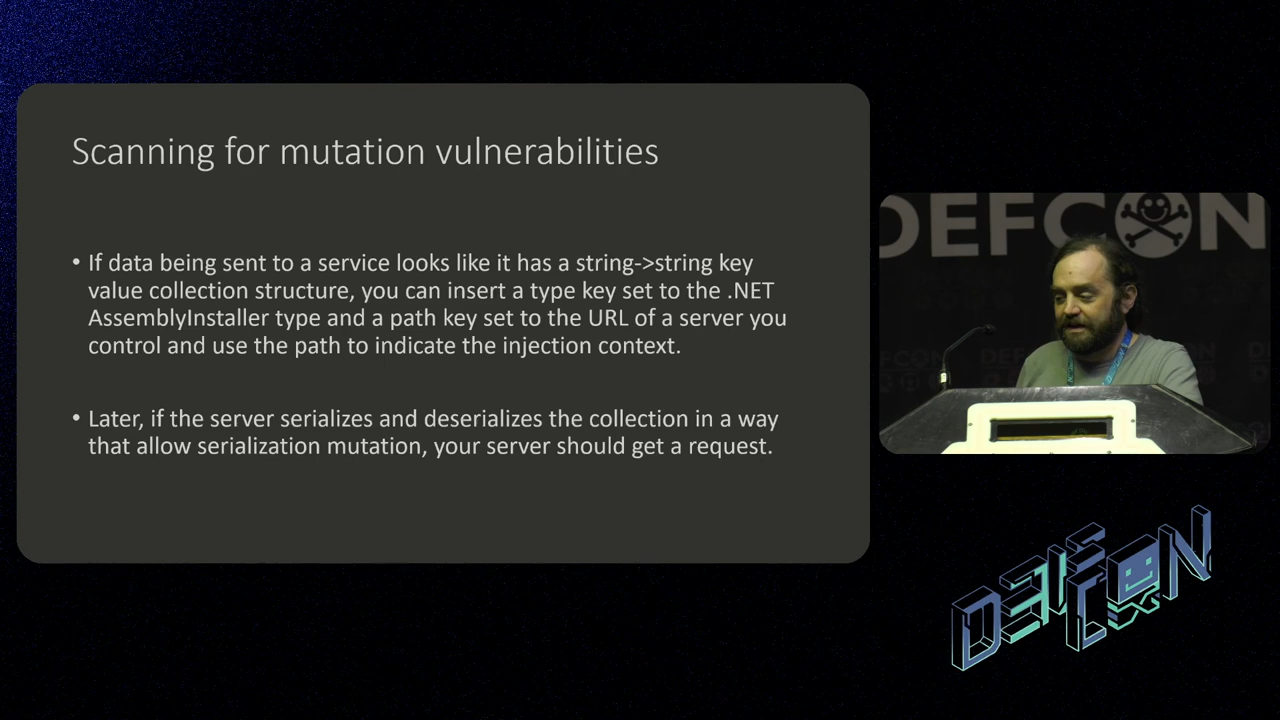 Scanning for mutation vulnerabilities
• If data being sent to a service looks like it has a string->string key
value collection structure, you can insert a type key set to the .NET
AssemblyInstaller type and a path key set to the URL of a server you
control and use the path to indicate the injection context.
• Later, if the server serializes and deserializes the collection in a way
that allow serialization mutation, your server should get a request.
DEFCON
DEFCON
DEF
CON